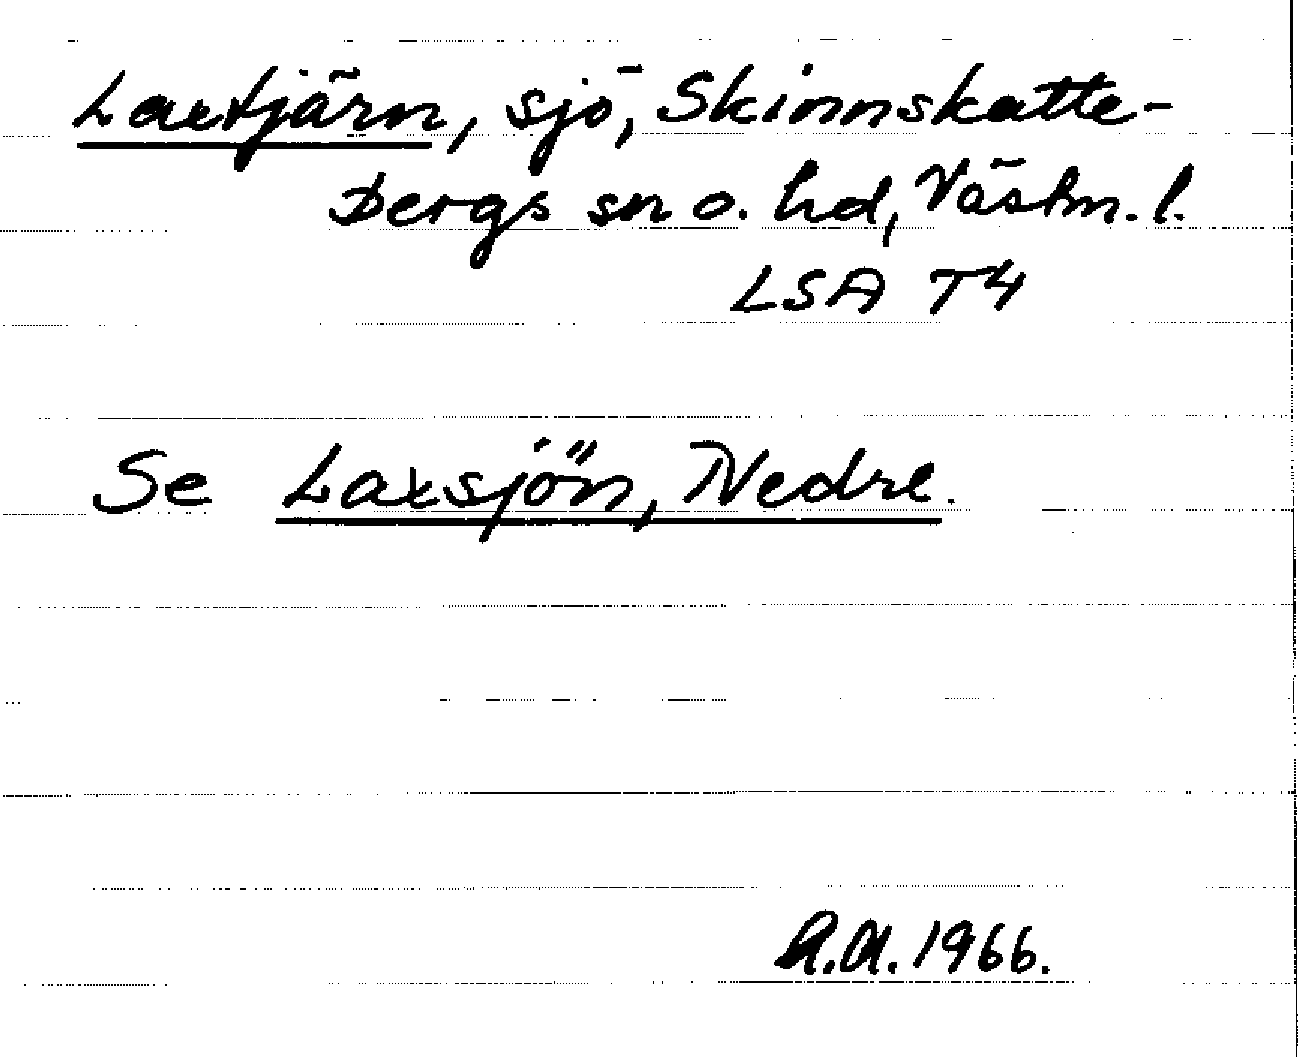 Laxtjärn, sjö, Skinnskatte-
bergs sn o. hd, Västm. l.
LSA T4
Se Laxsjön, Nedre.
A.A. 1966.